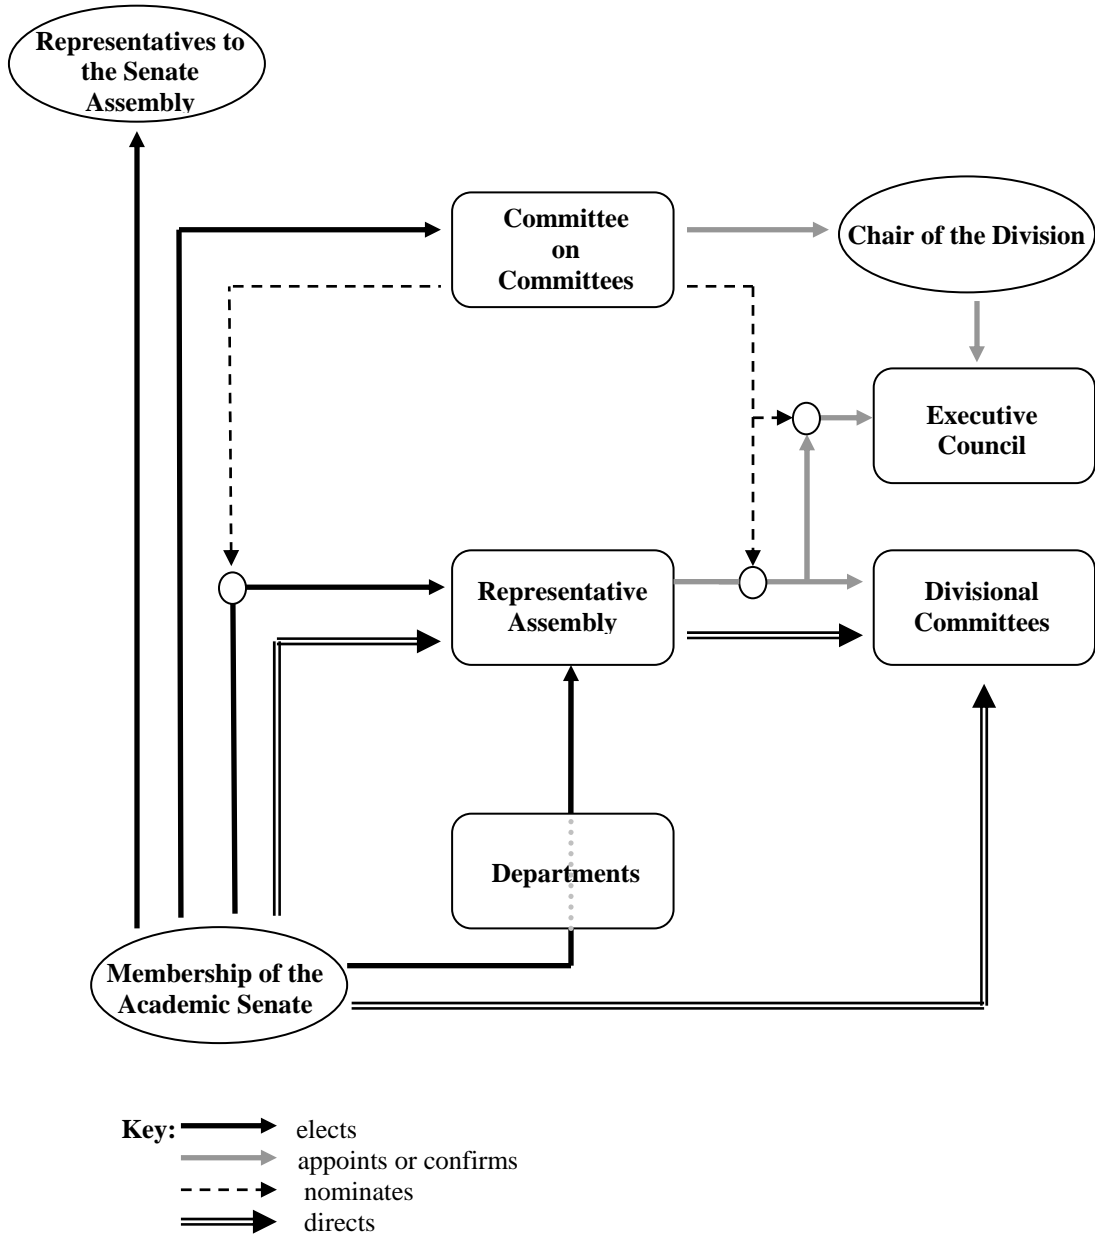 Representatives to
the Senate
Assembly
Committee
on
Committees
Chair of the Division
Executive
Council
Representative
Assembly
Divisional
Committees
Departments
Membership of the
Academic Senate
Key:
elects
appoints or confirms
nominates
directs